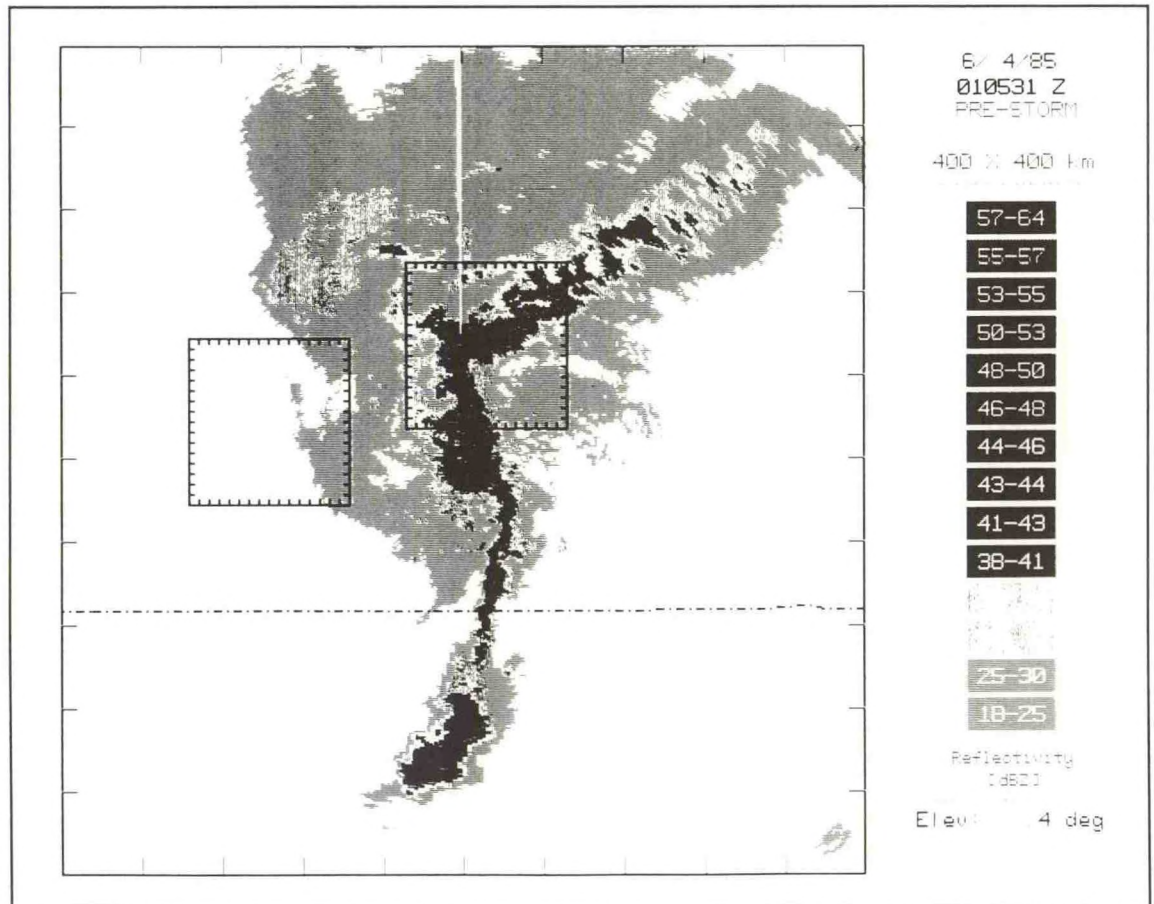 6/ 4/85
010531 Z
PRE-STORM
400 X 400 km
57-64
55-57
53-55
50-53
48-50
46-48
44-46
43-44
41-43
38-41
25-30
18-25
Reflectivity
[dBZ]
Elev 4 deg